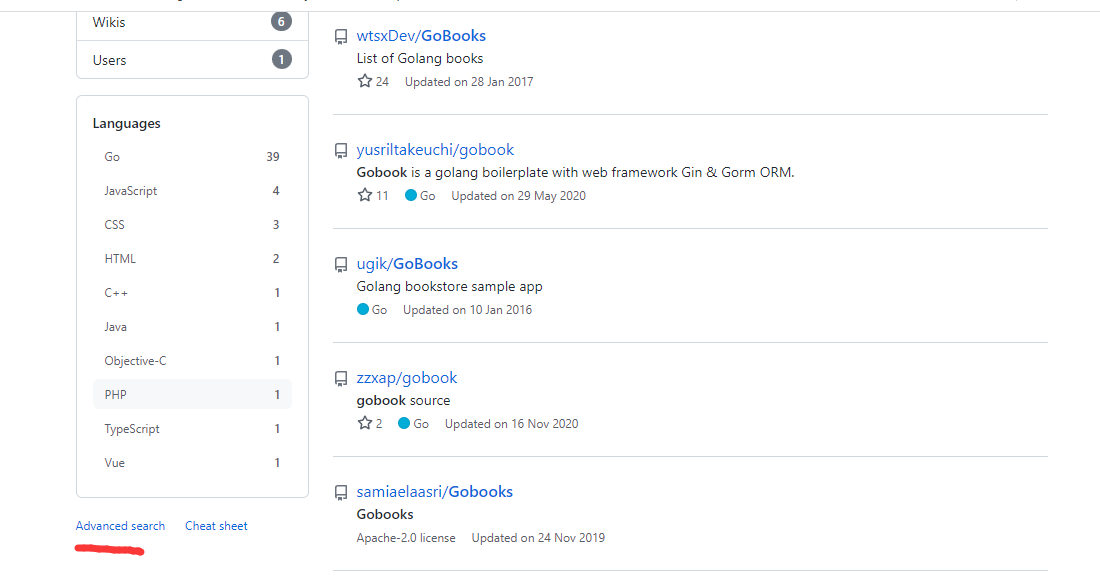 Wikis 6
Users 1
Languages
Go 39
JavaScript 4
CSS 3
HTML 2
C++ 1
Java 1
Objective-C 1
PHP 1
TypeScript 1
Vue 1
Advanced search Cheat sheet
wtsxDev/GoBooks
List of Golang books
24 Updated on 28 Jan 2017
yusriltakeuchi/gobook
Gobook is a golang boilerplate with web framework Gin & Gorm ORM.
11 Go Updated on 29 May 2020
ugik/GoBooks
Golang bookstore sample app
Go Updated on 10 Jan 2016
zzxap/gobook
gobook source
2 Go Updated on 16 Nov 2020
samiaelaasri/Gobooks
Gobooks
Apache-2.0 license Updated on 24 Nov 2019